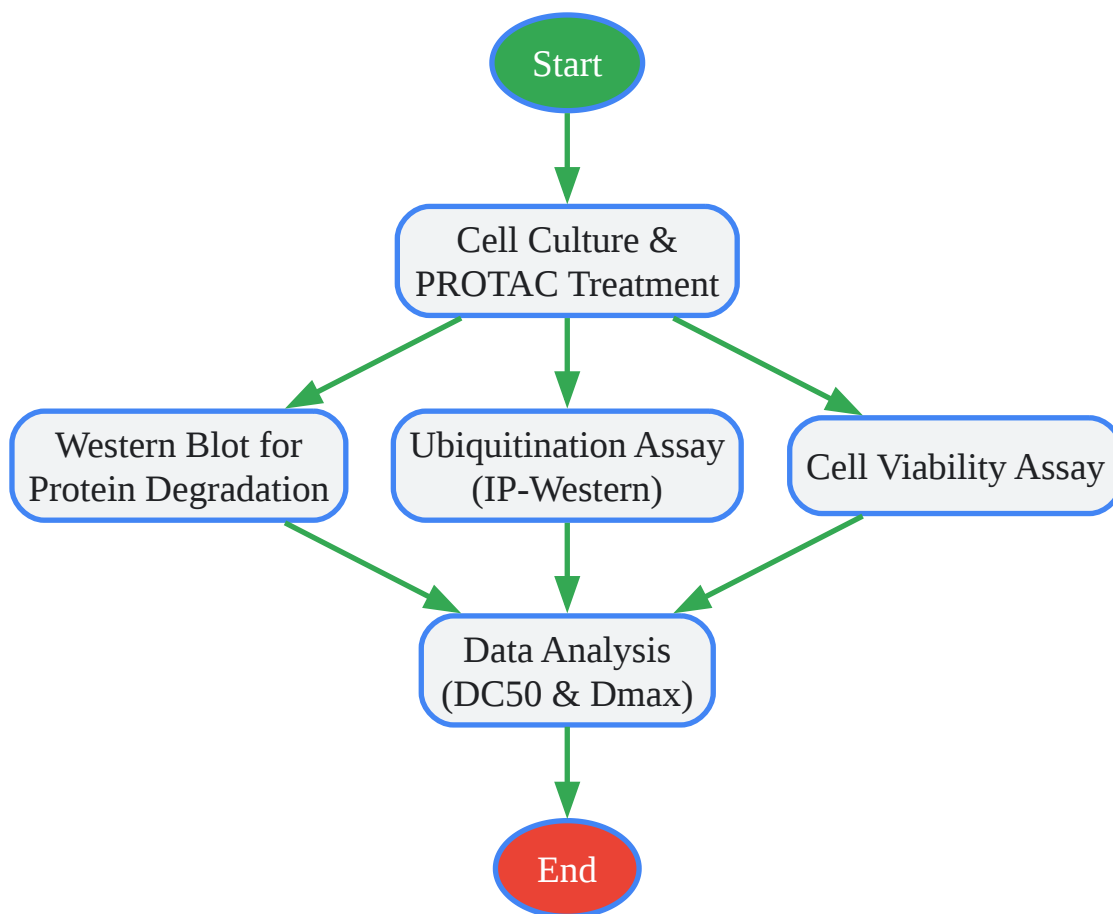 Start
Cell Culture &
PROTAC Treatment
Western Blot for
Protein Degradation
Ubiquitination Assay
(IP-Western)
Cell Viability Assay
Data Analysis
(DC50 & Dmax)
End